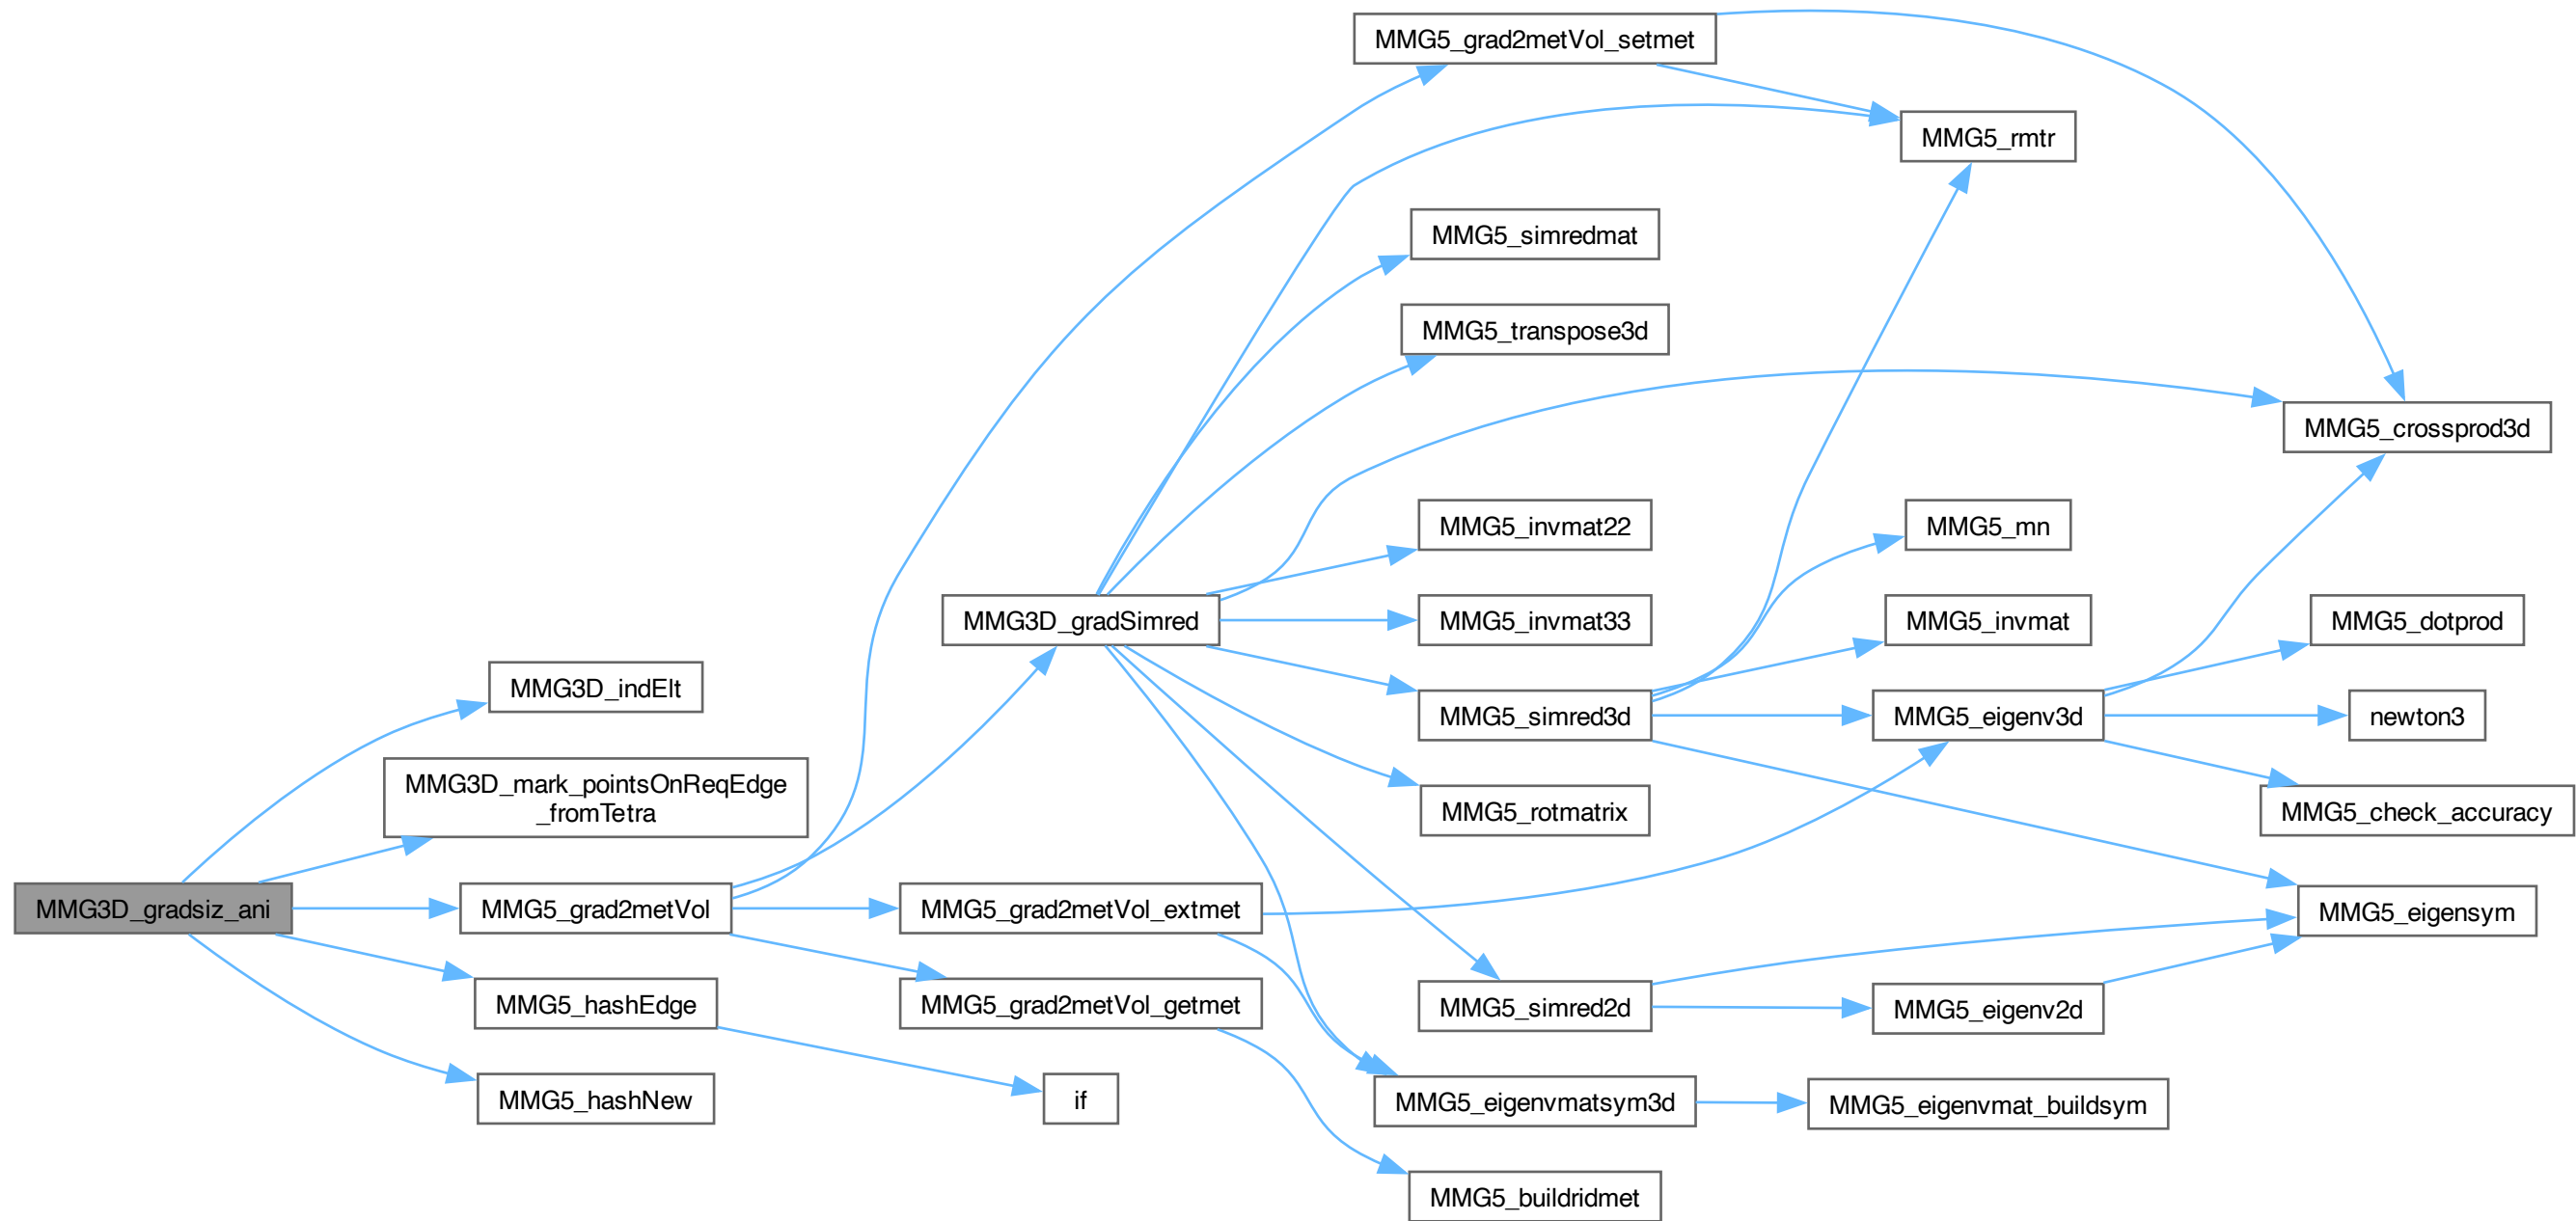 MMG5_grad2metVol_setmet
MMG5_rmtr
MMG5_simredmat
MMG5_transpose3d
MMG5_crossprod3d
MMG5_invmat22
MMG5_mn
MMG3D_gradSimred
MMG5_invmat33
MMG5_invmat
MMG5_dotprod
MMG3D_indElt
MMG5_simred3d
MMG5_eigenv3d
newton3
MMG3D_mark_pointsOnReqEdge
_fromTetra
MMG5_rotmatrix
MMG5_check_accuracy
MMG3D_gradsiz_ani
MMG5_grad2metVol
MMG5_grad2metVol_extmet
MMG5_eigensym
MMG5_hashEdge
MMG5_grad2metVol_getmet
MMG5_simred2d
MMG5_eigenv2d
MMG5_hashNew
if
MMG5_eigenvmatsym3d
MMG5_eigenvmat_buildsym
MMG5_buildridmet